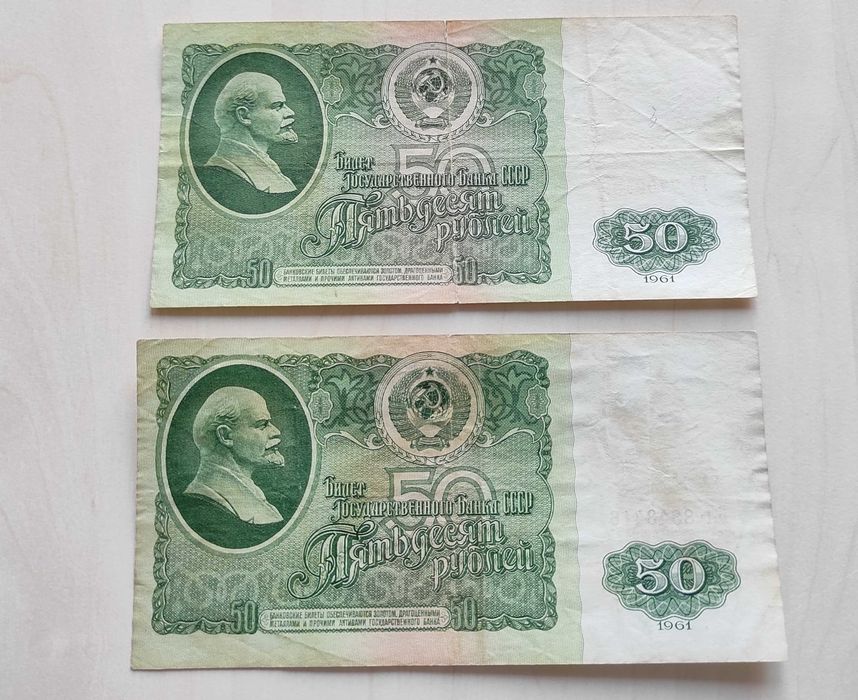 50
Билет
Государственного Банка СССР
Пятьдесят
рублей
50
БАНКОВСКИЕ БИЛЕТЫ ОБЕСПЕЧИВАЮТСЯ ЗОЛОТОМ, ДРАГОЦЕННЫМИ
МЕТАЛЛАМИ И ПРОЧИМИ АКТИВАМИ ГОСУДАРСТВЕННОГО БАНКА
50
50
1961
50
Билет
Государственного Банка СССР
Пятьдесят
рублей
50
БАНКОВСКИЕ БИЛЕТЫ ОБЕСПЕЧИВАЮТСЯ ЗОЛОТОМ, ДРАГОЦЕННЫМИ
МЕТАЛЛАМИ И ПРОЧИМИ АКТИВАМИ ГОСУДАРСТВЕННОГО БАНКА
50
50
1961